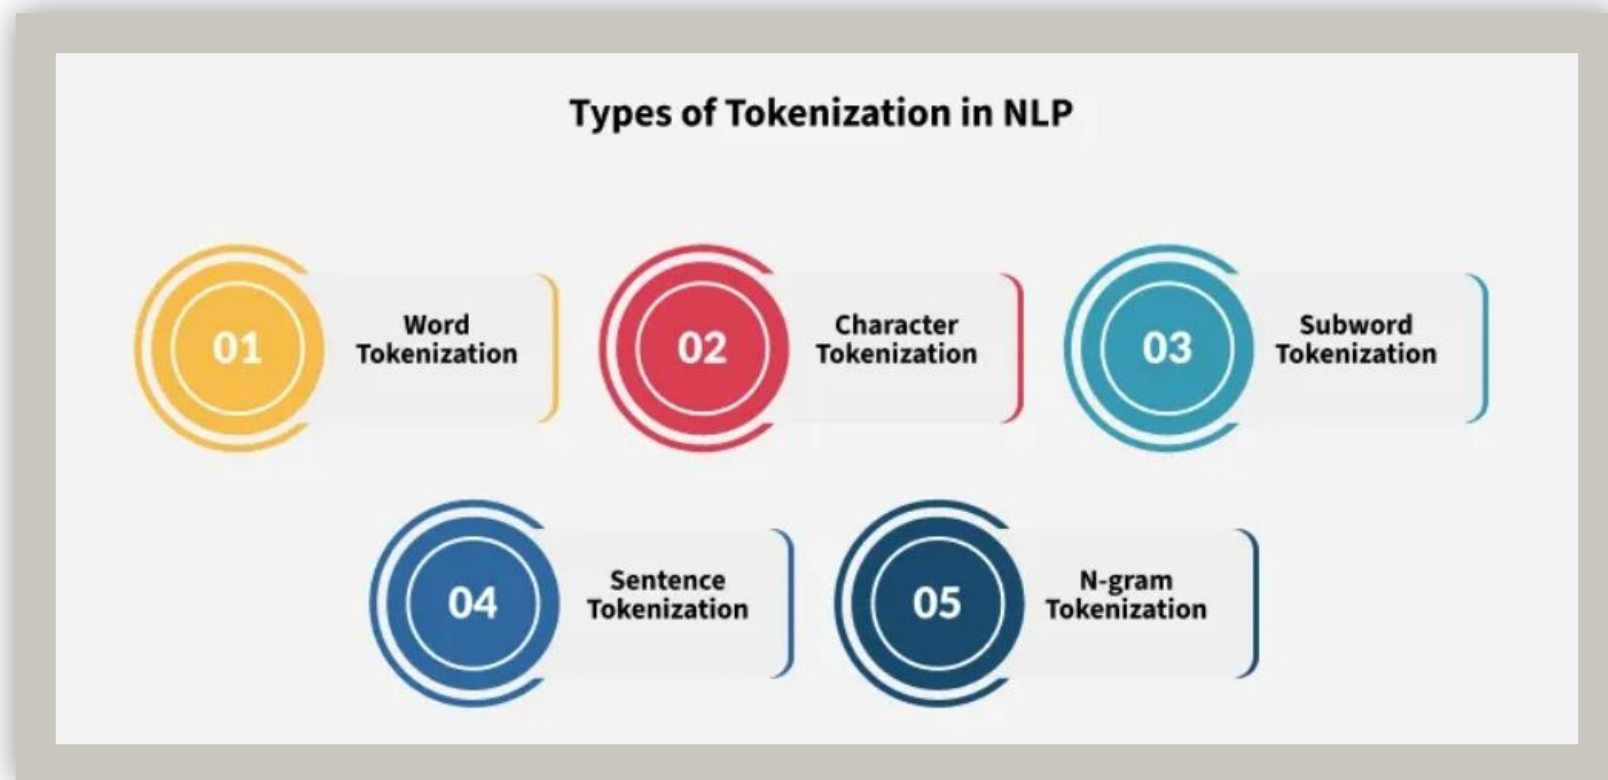 Types of Tokenization in NLP
01
Word
Tokenization
02
Character
Tokenization
03
Subword
Tokenization
04
Sentence
Tokenization
05
N-gram
Tokenization